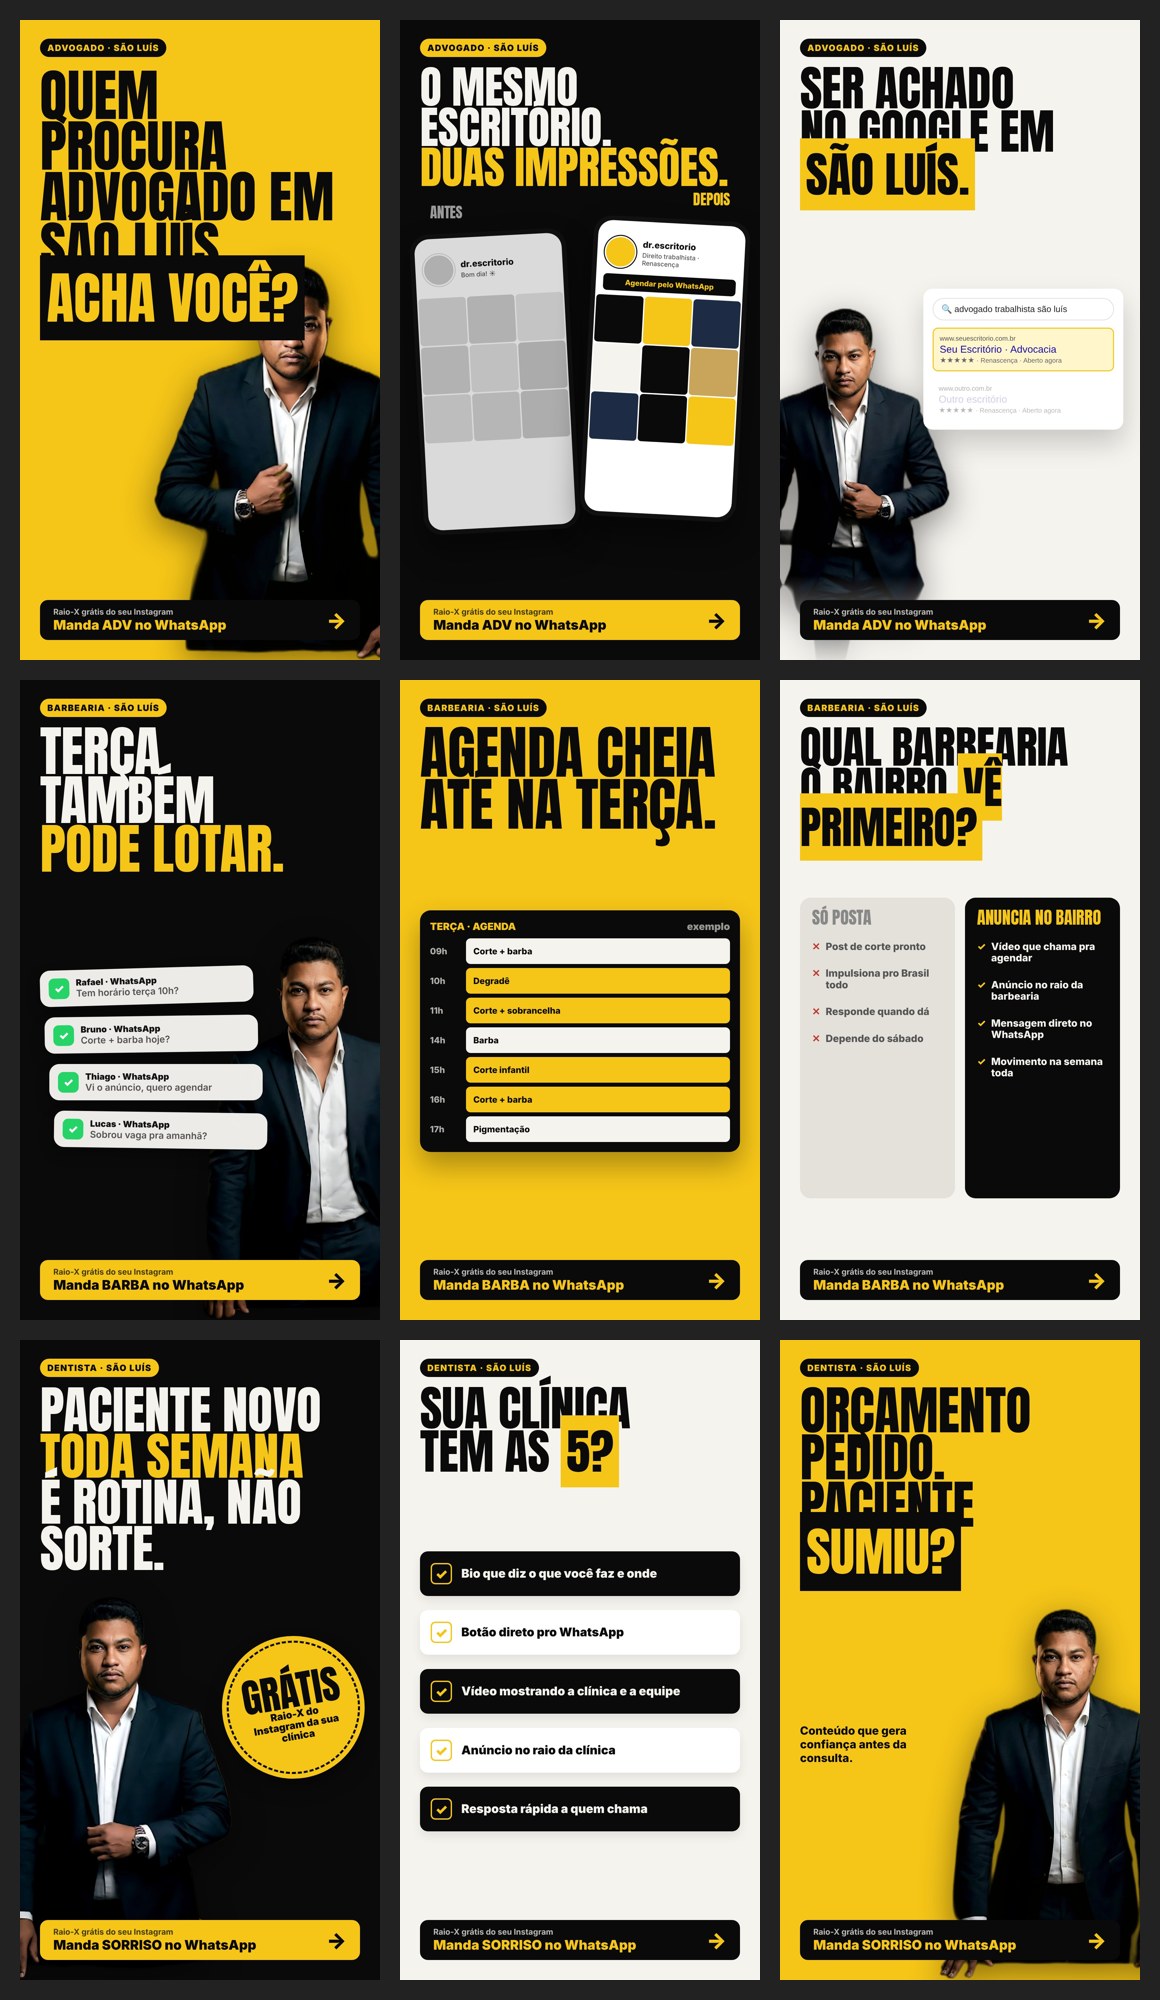 ADVOGADO · SÃO LUÍS
QUEM
PROCURA
ADVOGADO EM
SÃO LUÍS
ACHA VOCÊ?
Raio-X grátis do seu Instagram
Manda ADV no WhatsApp
ADVOGADO · SÃO LUÍS
O MESMO
ESCRITÓRIO.
DUAS IMPRESSÕES.
ANTES
dr.escritorio
Bom dia! ☀
DEPOIS
dr.escritorio
Direito trabalhista ·
Renascença
Agendar pelo WhatsApp
Raio-X grátis do seu Instagram
Manda ADV no WhatsApp
ADVOGADO · SÃO LUÍS
SER ACHADO
NO GOOGLE EM
SÃO LUÍS.
🔍 advogado trabalhista são luís
www.seuescritorio.com.br
Seu Escritório · Advocacia
★★★★★ · Renascença · Aberto agora
www.outro.com.br
Outro escritório
★★★★★ · Renascença · Aberto agora
Raio-X grátis do seu Instagram
Manda ADV no WhatsApp
BARBEARIA · SÃO LUÍS
TERÇA
TAMBÉM
PODE LOTAR.
Rafael · WhatsApp
Tem horário terça 10h?
Bruno · WhatsApp
Corte + barba hoje?
Thiago · WhatsApp
Vi o anúncio, quero agendar
Lucas · WhatsApp
Sobrou vaga pra amanhã?
Raio-X grátis do seu Instagram
Manda BARBA no WhatsApp
BARBEARIA · SÃO LUÍS
AGENDA CHEIA
ATÉ NA TERÇA.
TERÇA · AGENDA exemplo
09h Corte + barba
10h Degradê
11h Corte + sobrancelha
14h Barba
15h Corte infantil
16h Corte + barba
17h Pigmentação
Raio-X grátis do seu Instagram
Manda BARBA no WhatsApp
BARBEARIA · SÃO LUÍS
QUAL BARBEARIA
O BAIRRO VÊ
PRIMEIRO?
SÓ POSTA
✕ Post de corte pronto
✕ Impulsiona pro Brasil
todo
✕ Responde quando dá
✕ Depende do sábado
ANUNCIA NO BAIRRO
✓ Vídeo que chama pra
agendar
✓ Anúncio no raio da
barbearia
✓ Mensagem direto no
WhatsApp
✓ Movimento na semana
toda
Raio-X grátis do seu Instagram
Manda BARBA no WhatsApp
DENTISTA · SÃO LUÍS
PACIENTE NOVO
TODA SEMANA
É ROTINA, NÃO
SORTE.
GRÁTIS
Raio-X do
Instagram da sua
clínica
Raio-X grátis do seu Instagram
Manda SORRISO no WhatsApp
DENTISTA · SÃO LUÍS
SUA CLÍNICA
TEM AS 5?
Bio que diz o que você faz e onde
Botão direto pro WhatsApp
Vídeo mostrando a clínica e a equipe
Anúncio no raio da clínica
Resposta rápida a quem chama
Raio-X grátis do seu Instagram
Manda SORRISO no WhatsApp
DENTISTA · SÃO LUÍS
ORÇAMENTO
PEDIDO.
PACIENTE
SUMIU?
Conteúdo que gera
confiança antes da
consulta.
Raio-X grátis do seu Instagram
Manda SORRISO no WhatsApp